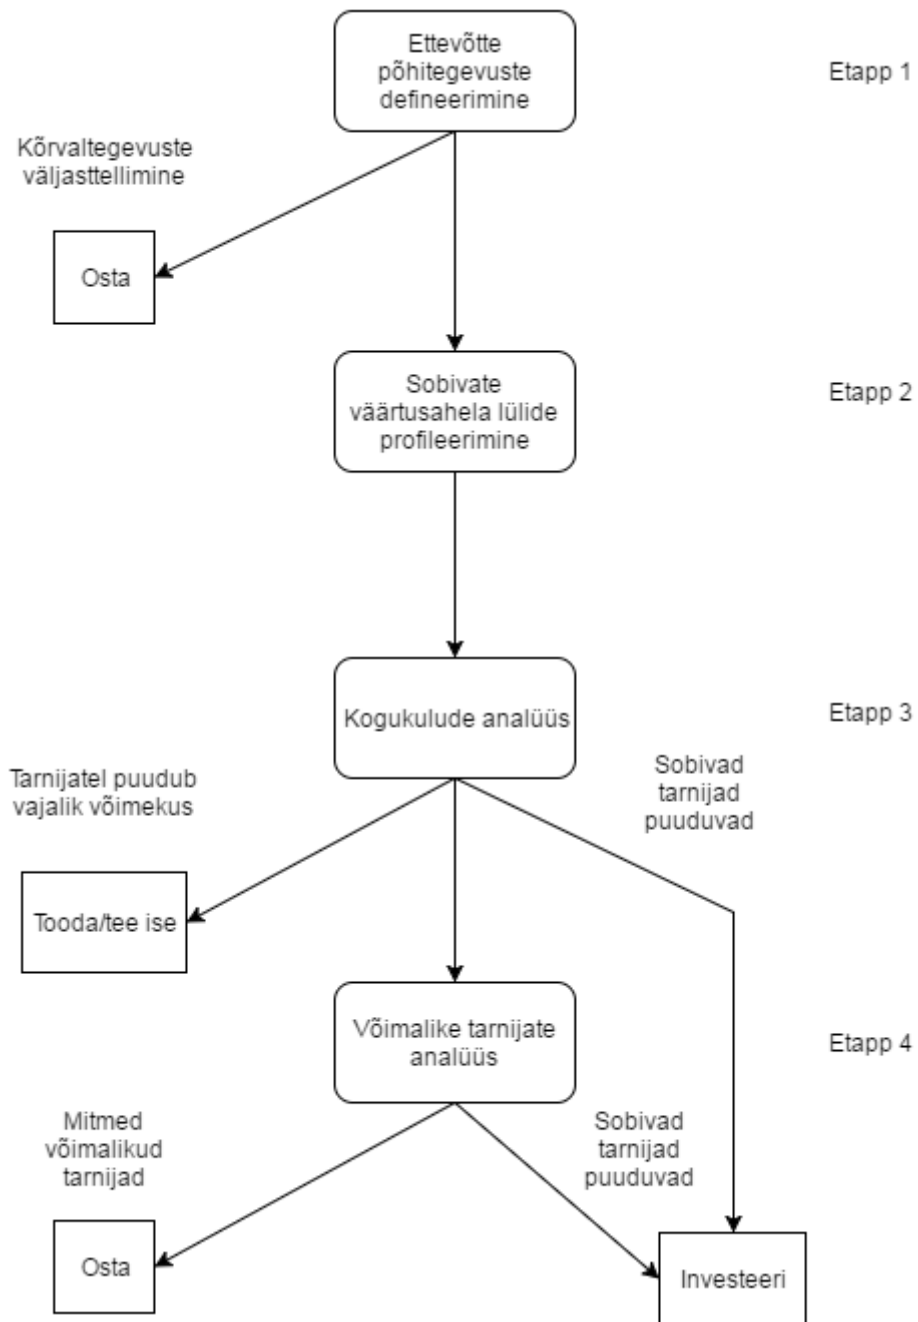 Ettevõtte
põhitegevuste
defineerimine
Etapp 1
Kõrvaltegevuste
väljasttellimine
Osta
Sobivate
väärtusahela lülide
profileerimine
Etapp 2
Kogukulude analüüs
Etapp 3
Tarnijatel puudub
vajalik võimekus
Sobivad
tarnijad
puuduvad
Tooda/tee ise
Võimalike tarnijate
analüüs
Etapp 4
Mitmed
võimalikud
tarnijad
Sobivad
tarnijad
puuduvad
Osta
Investeeri